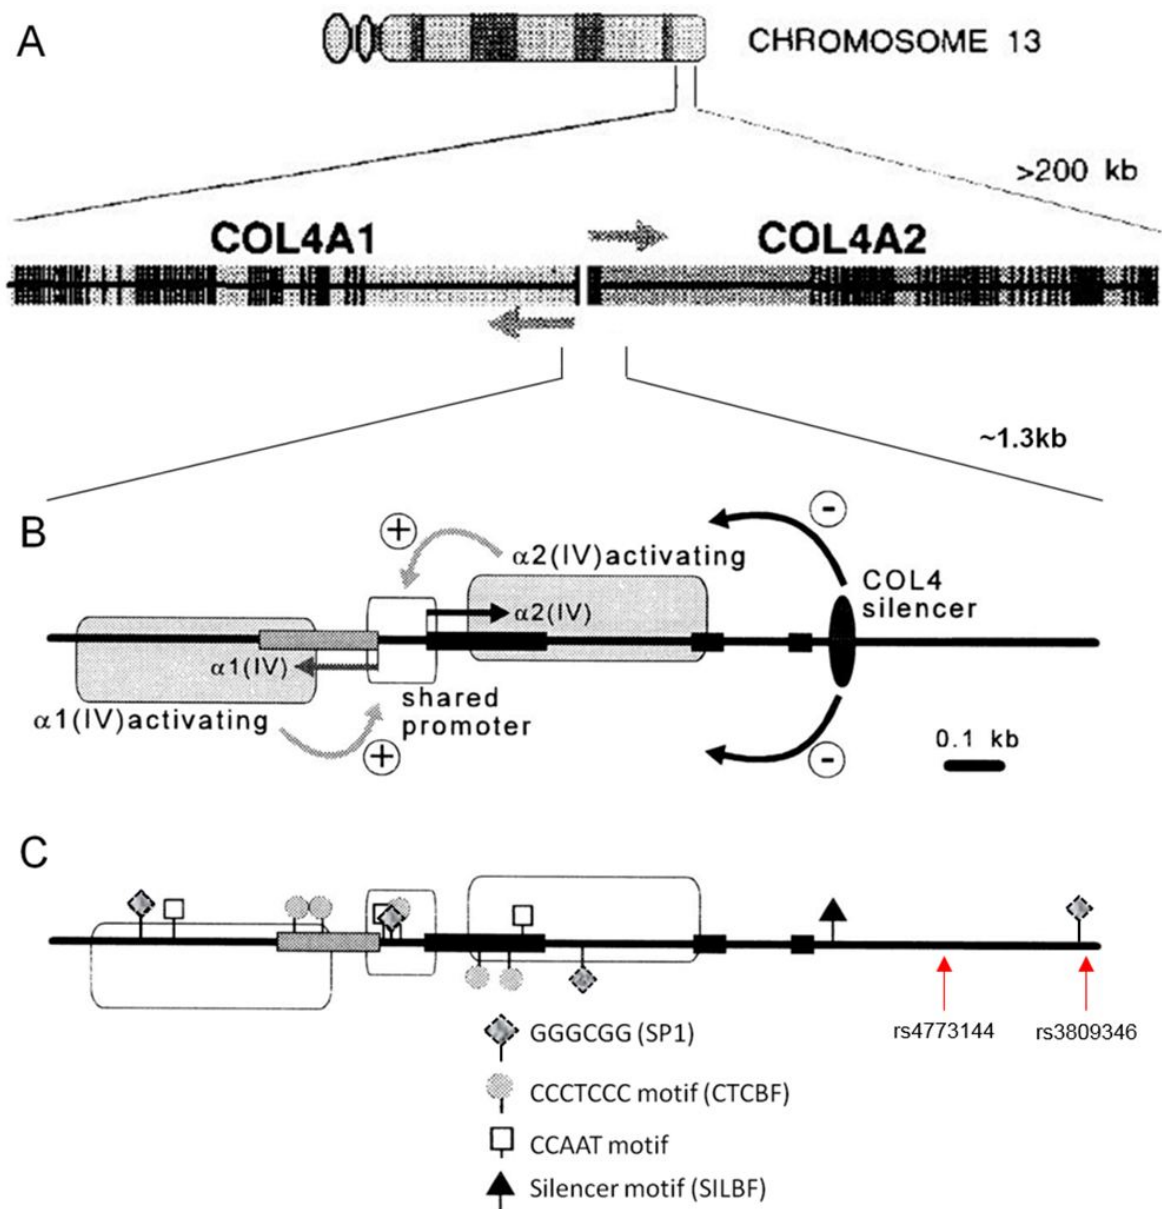 A
CHROMOSOME 13
>200 kb
COL4A1
COL4A2
~1.3kb
B
+
-
α2(IV)activating
COL4
silencer
α2(IV)
α1(IV)
shared
promoter
α1(IV)activating
+
-
0.1 kb
C
rs4773144
rs3809346
GGGCGG (SP1)
CCCTCCC motif (CTCBF)
CCAAT motif
Silencer motif (SILBF)